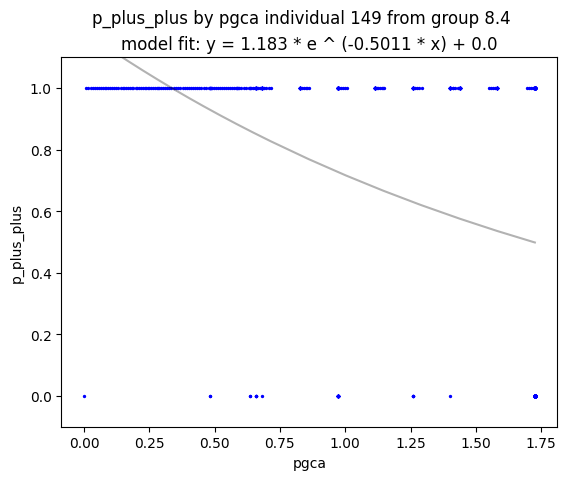 p_plus_plus by pgca individual 149 from group 8.4
model fit: y = 1.183 * e ^ (-0.5011 * x) + 0.0
1.0
0.8
0.6
0.4
0.2
0.0
p_plus_plus
0.00 0.25 0.50 0.75 1.00 1.25 1.50 1.75
pgca